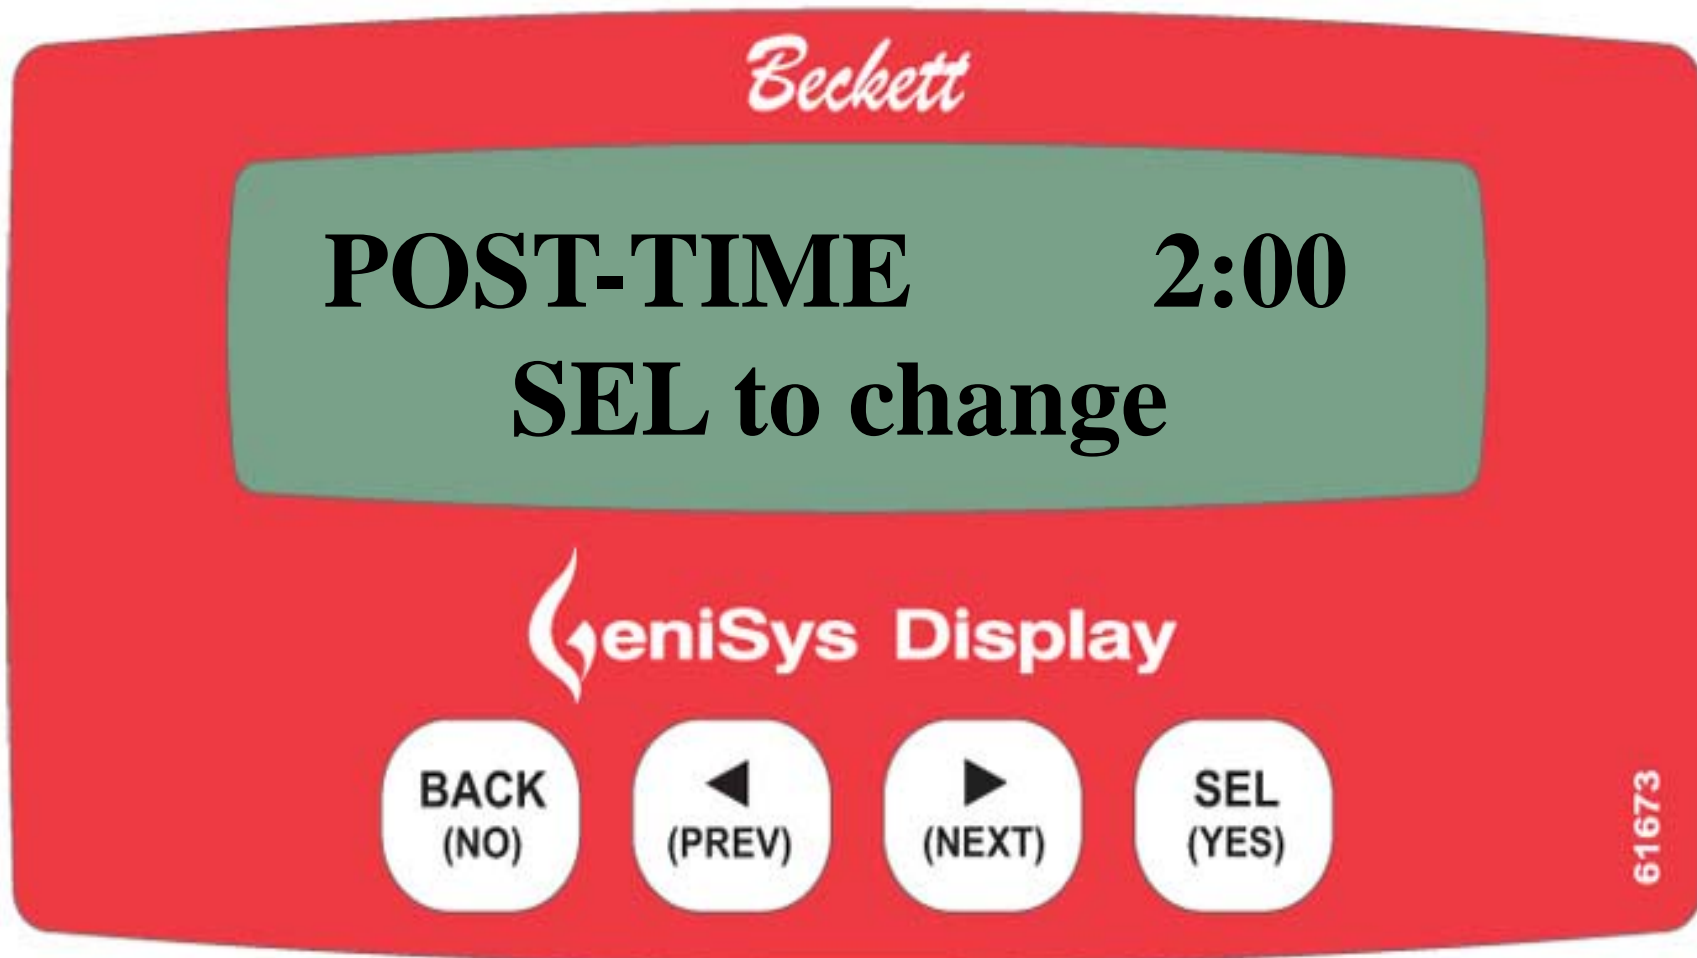 Beckett
POST-TIME 2:00
SEL to change
GeniSys Display
BACK
(NO)
◀
(PREV)
▶
(NEXT)
SEL
(YES)
61673